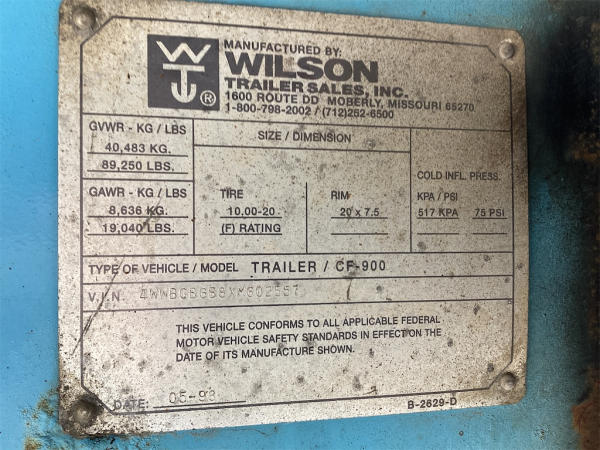 WT®
MANUFACTURED BY:
WILSON
TRAILER SALES, INC.
1600 ROUTE DD MOBERLY, MISSOURI 65270
1-800-798-2002 / (712)252-6500
GVWR - KG / LBS
40,483 KG.
89,250 LBS.
GAWR - KG / LBS
8,636 KG.
19,040 LBS.
SIZE / DIMENSION
TIRE
10.00-20
(F) RATING
RIM
20 x 7.5
COLD INFL. PRESS.
KPA / PSI
517 KPA 75 PSI
TYPE OF VEHICLE / MODEL TRAILER / CF-900
V.I.N.
THIS VEHICLE CONFORMS TO ALL APPLICABLE FEDERAL
MOTOR VEHICLE SAFETY STANDARDS IN EFFECT ON THE
DATE OF ITS MANUFACTURE SHOWN.
DATE:
B-2629-D